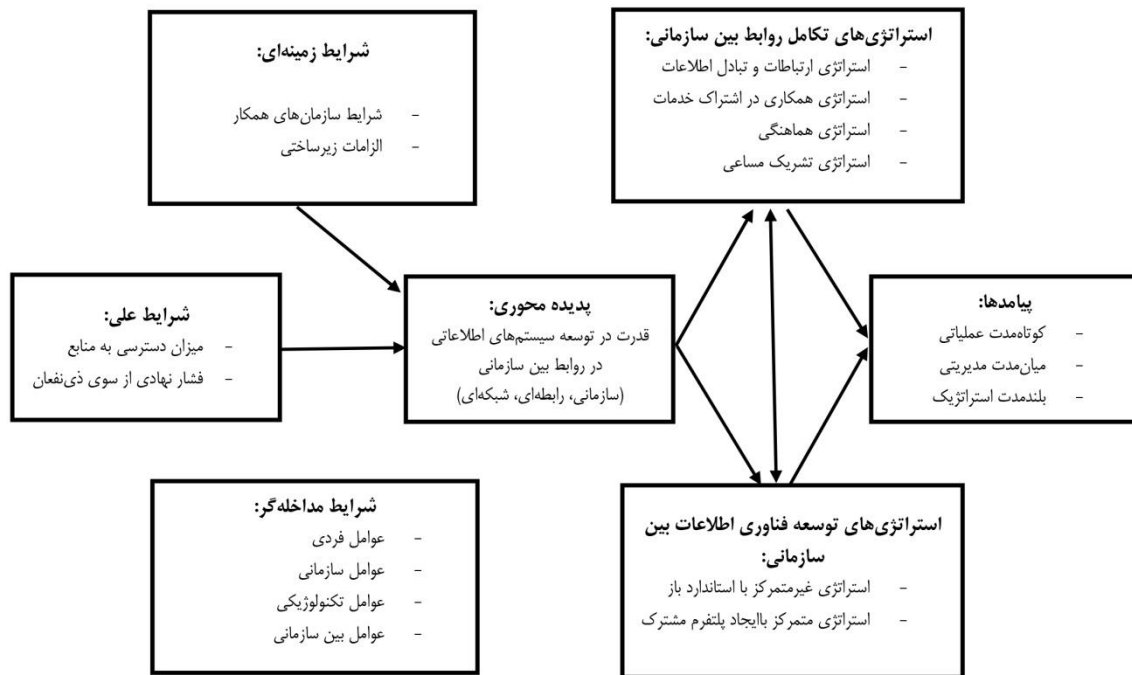 شرایط زمینه‌ای:
- شرایط سازمان‌های همکار
- الزامات زیرساختی
استراتژی‌های تکامل روابط بین سازمانی:
- استراتژی ارتباطات و تبادل اطلاعات
- استراتژی همکاری در اشتراک خدمات
- استراتژی هماهنگی
- استراتژی تشریک مساعی
شرایط علی:
- میزان دسترسی به منابع
- فشار نهادی از سوی ذی‌نفعان
پدیده محوری:
قدرت در توسعه سیستم‌های اطلاعاتی
در روابط بین سازمانی
(سازمانی، رابطه‌ای، شبکه‌ای)
پیامدها:
- کوتاه‌مدت عملیاتی
- میان‌مدت مدیریتی
- بلندمدت استراتژیک
شرایط مداخله‌گر:
- عوامل فردی
- عوامل سازمانی
- عوامل تکنولوژیکی
- عوامل بین سازمانی
استراتژی‌های توسعه فناوری اطلاعات بین
سازمانی:
- استراتژی غیرمتمرکز با استاندارد باز
- استراتژی متمرکز باایجاد پلتفرم مشترک